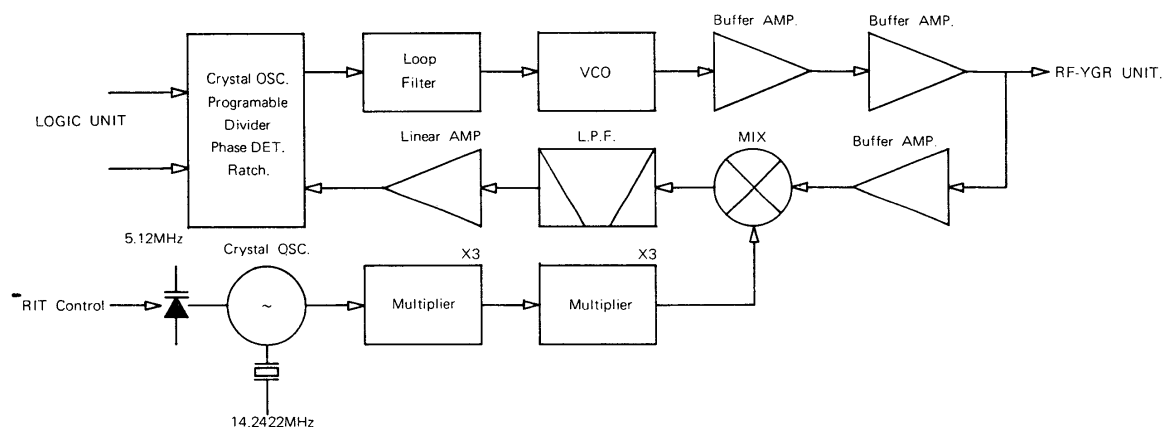 Buffer AMP.
Buffer AMP.
Crystal OSC.
Programable
Divider
Phase DET.
Ratch.
Loop
Filter
VCO
RF-YGR UNIT.
LOGIC UNIT
Linear AMP
L.P.F.
MIX
Buffer AMP.
5.12MHz
Crystal OSC.
X3
X3
RIT Control
~
Multiplier
Multiplier
14.2422MHz